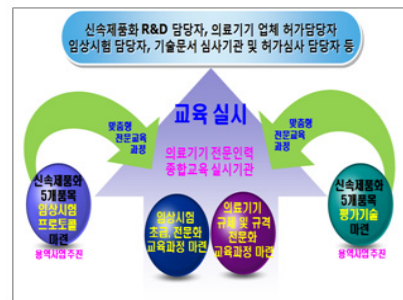 신속제품화 R&D 담당자, 의료기기 업체 허가담당자
임상시험 담당자, 기술문서 심사기관 및 허가심사 담당자 등
교육 실시
맞춤형
전문교육
과정
맞춤형
전문교육
과정
의료기기 전문인력
종합교육 실시기관
신속제품화
5개품목
임상시험
프로토콜
마련
용역사업 추진
임상시험
초급, 전문화
교육과정 마련
의료기기
규제 및 규격
전문화
교육과정 마련
신속제품화
5개품목
평가기술
마련
용역사업 추진